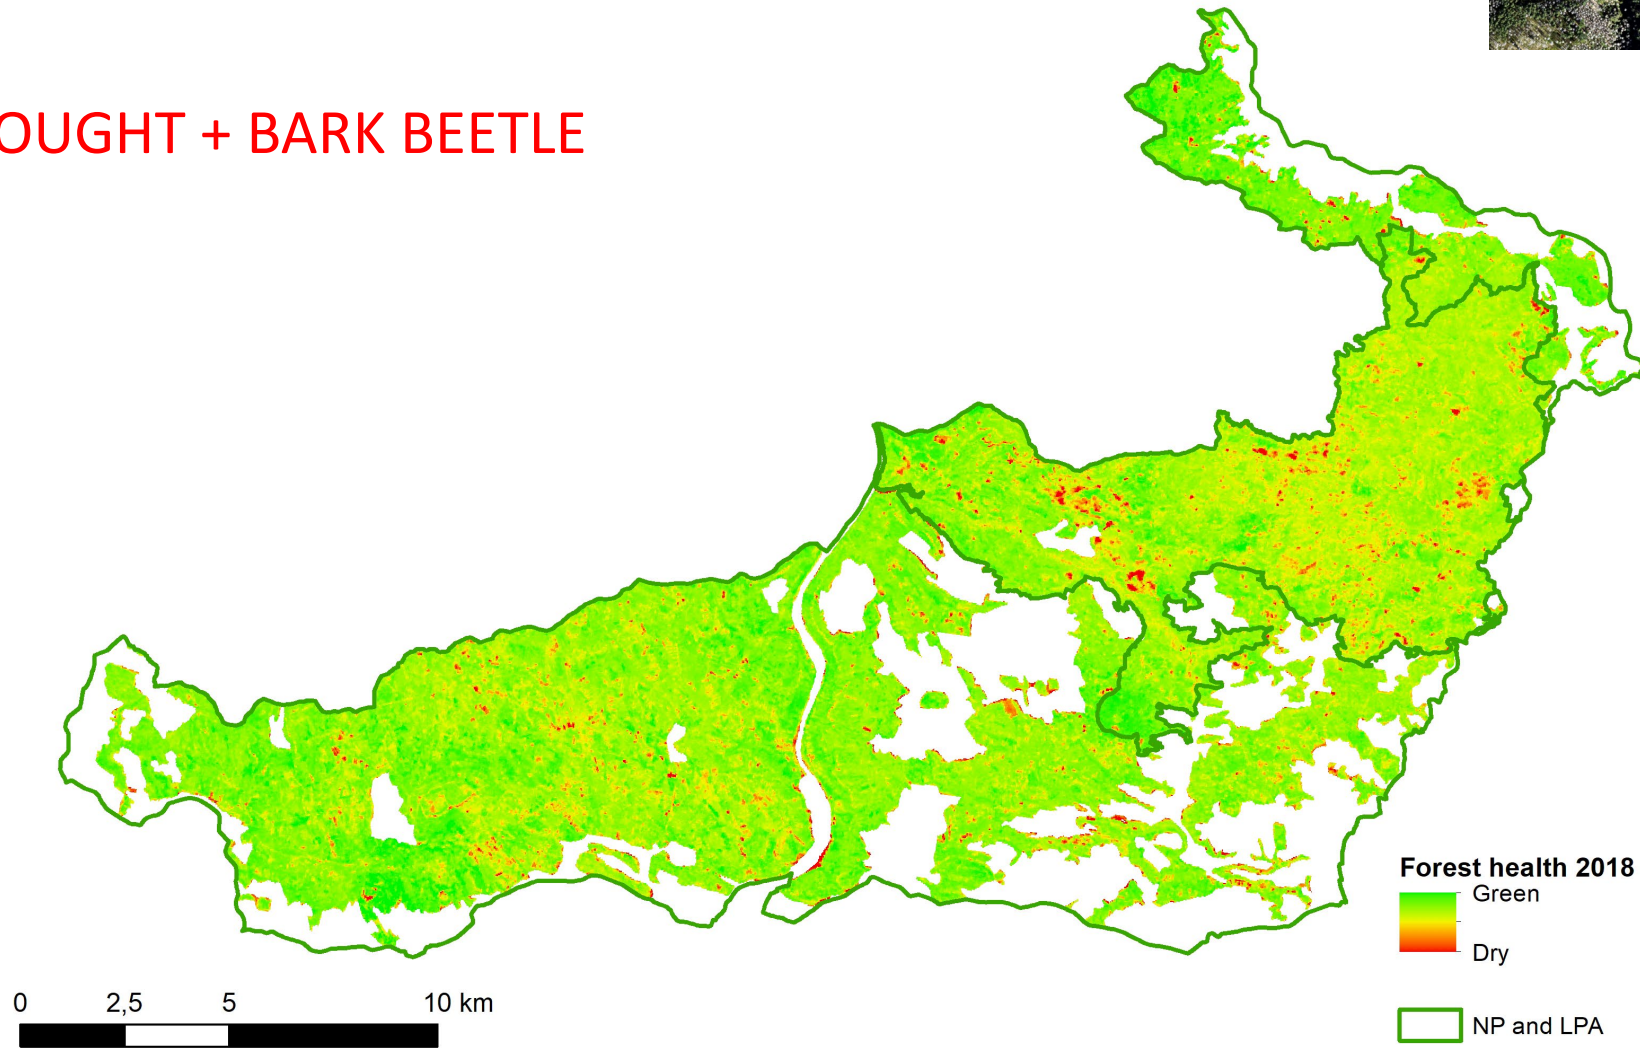 OUGHT + BARK BEETLE
Forest health 2018
Green
Dry
NP and LPA
0 2,5 5 10 km